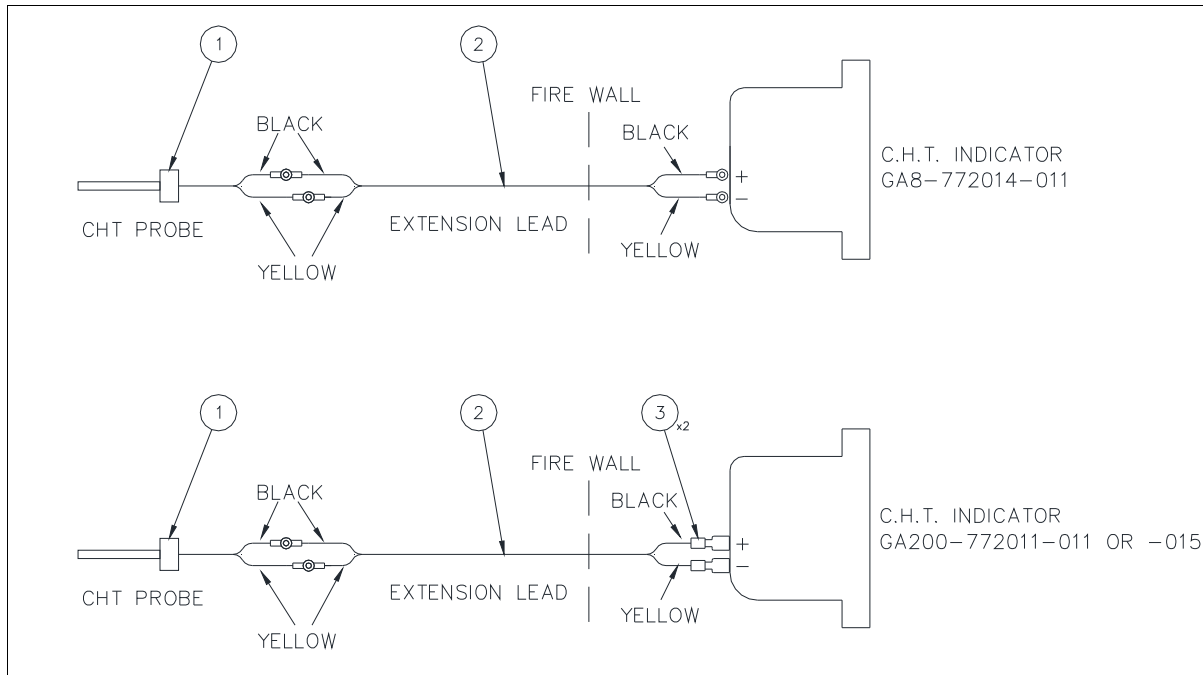 1
2
FIRE WALL
BLACK
BLACK
+
-
C.H.T. INDICATOR
GA8-772014-011
CHT PROBE
EXTENSION LEAD
YELLOW
YELLOW
1
2
3 x2
FIRE WALL
BLACK
BLACK
+
-
C.H.T. INDICATOR
GA200-772011-011 OR -015
CHT PROBE
EXTENSION LEAD
YELLOW
YELLOW